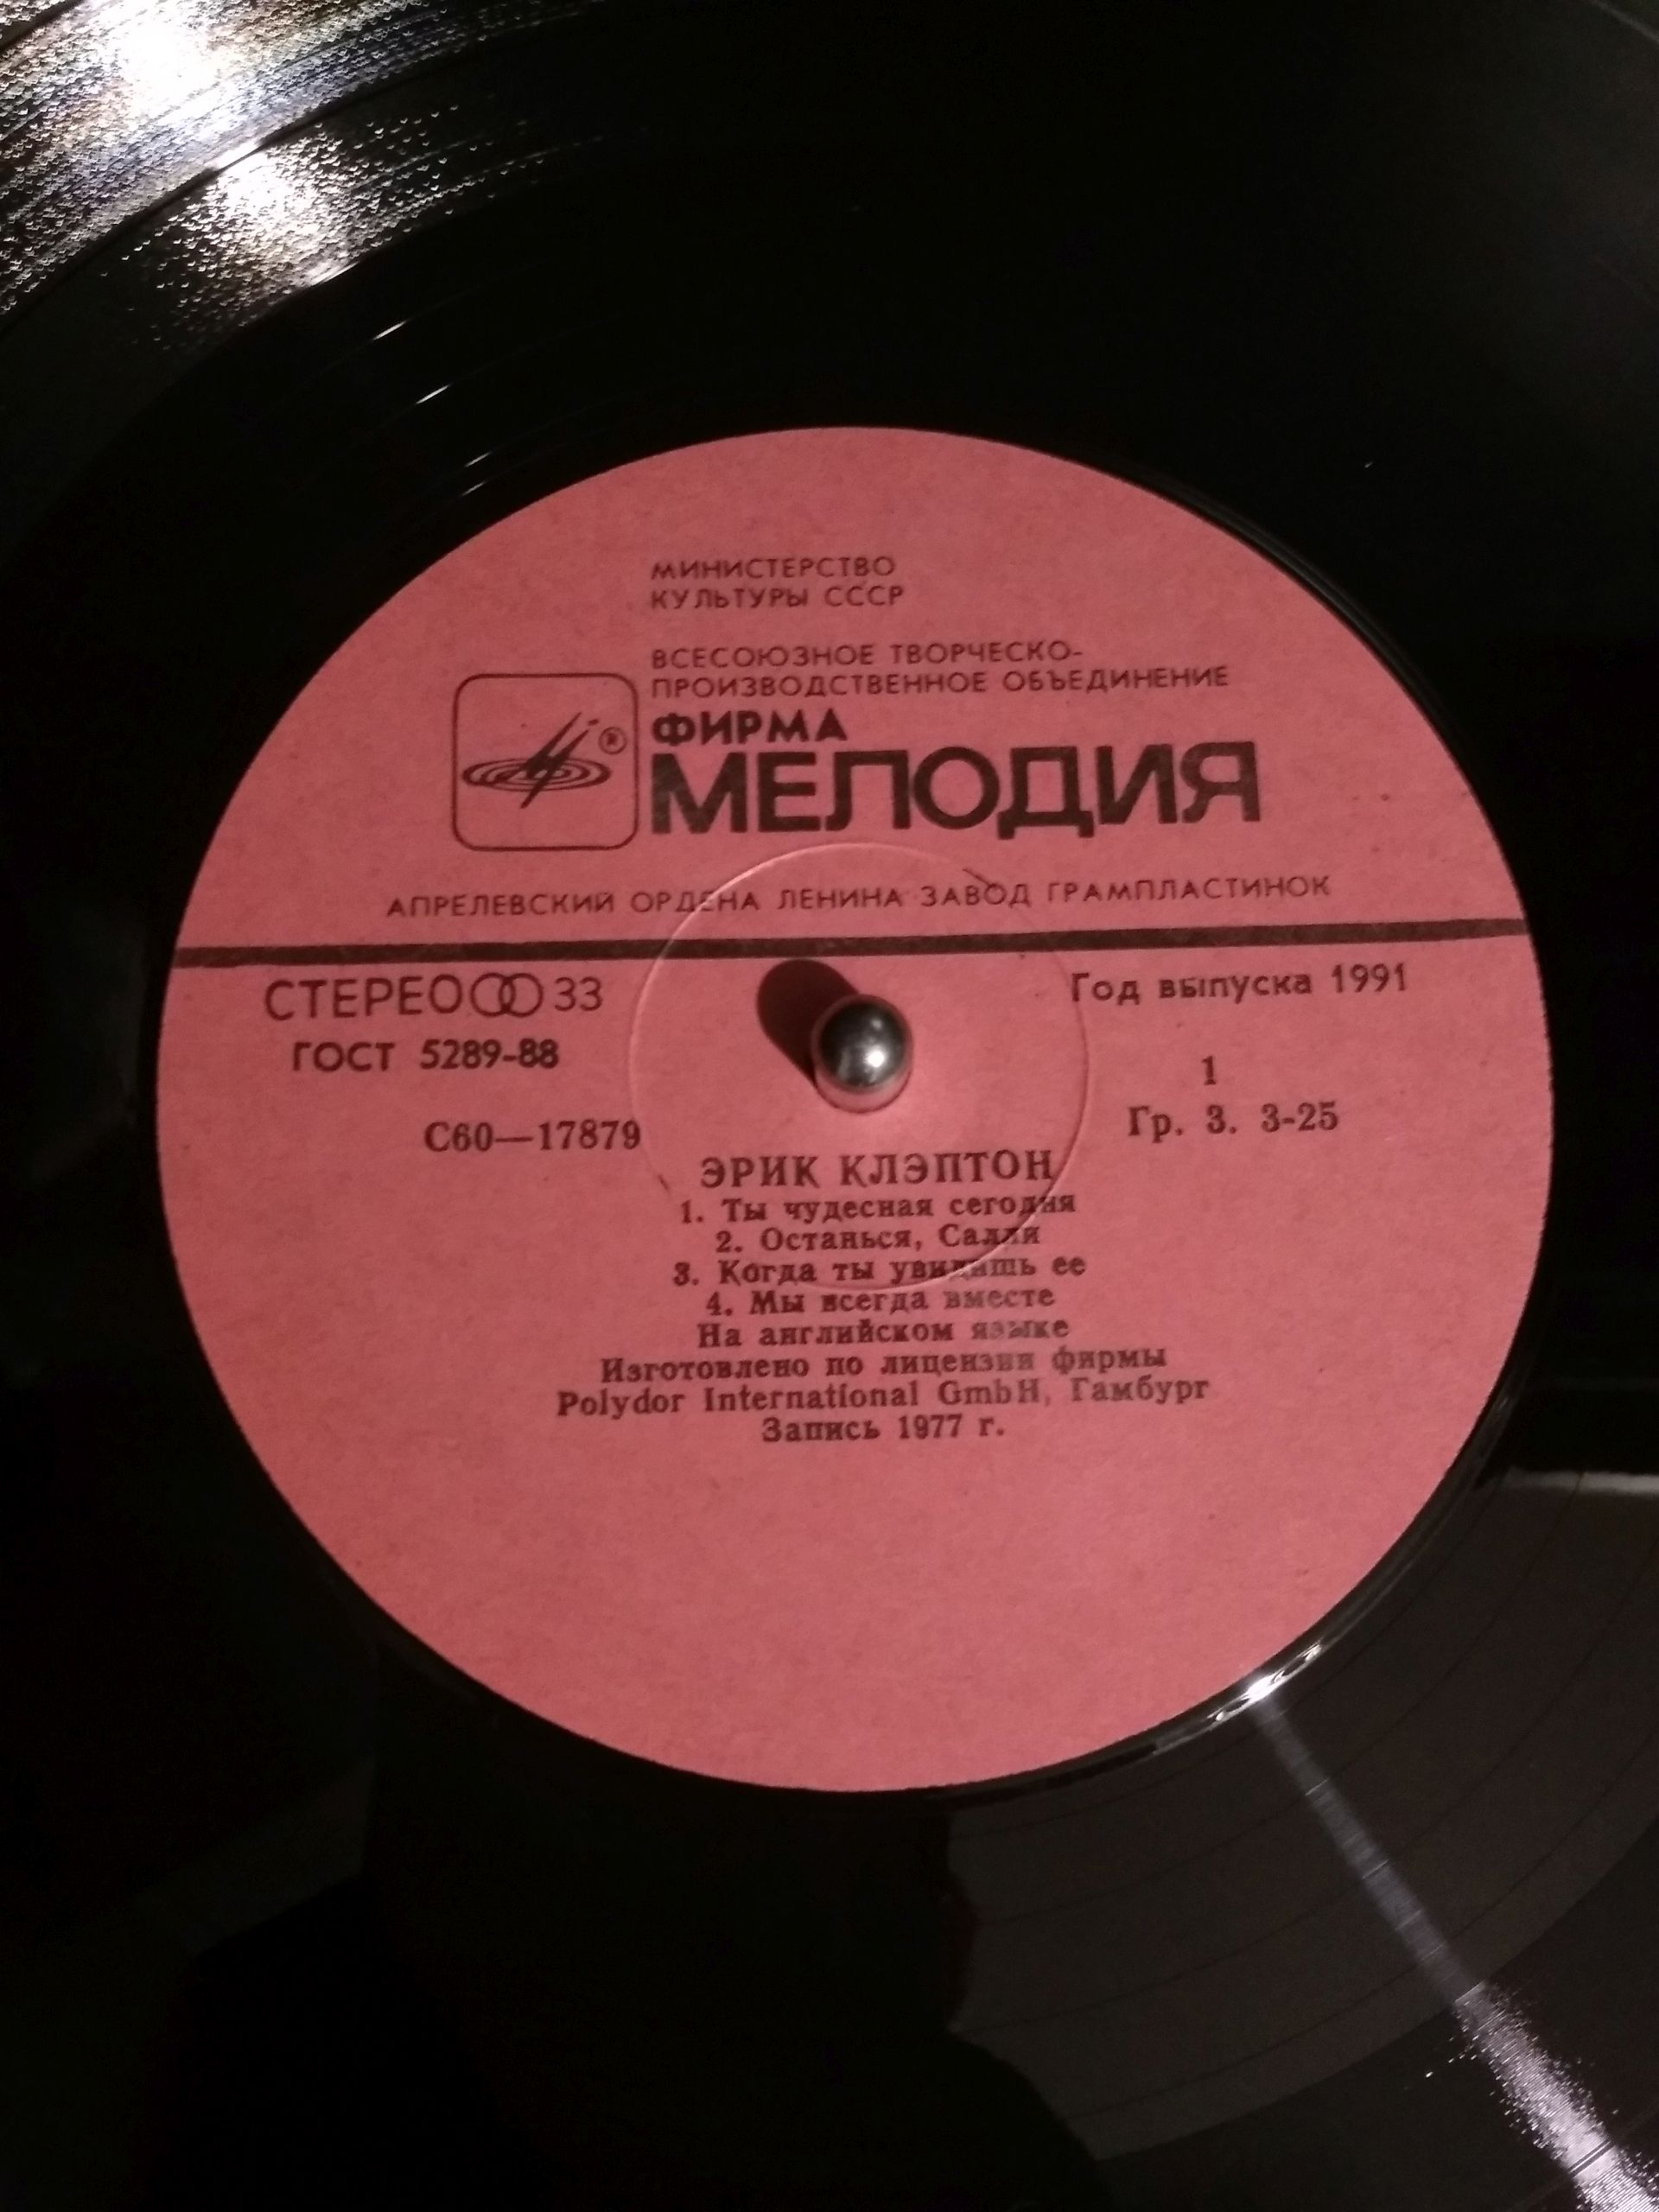 МИНИСТЕРСТВО
КУЛЬТУРЫ СССР
ВСЕСОЮЗНОЕ ТВОРЧЕСКО-
ПРОИЗВОДСТВЕННОЕ ОБЪЕДИНЕНИЕ
®
ФИРМА
МЕЛОДИЯ
АПРЕЛЕВСКИЙ ОРДЕНА ЛЕНИНА ЗАВОД ГРАМПЛАСТИНОК
СТЕРЕО 33
Год выпуска 1991
ГОСТ 5289-88
1
С60—17879
Гр. 3. 3-25
ЭРИК КЛЭПТОН
1. Ты чудесная сегодня
2. Останься, Салли
3. Когда ты увидишь ее
4. Мы всегда вместе
На английском языке
Изготовлено по лицензии фирмы
Polydor International GmbH, Гамбург
Запись 1977 г.